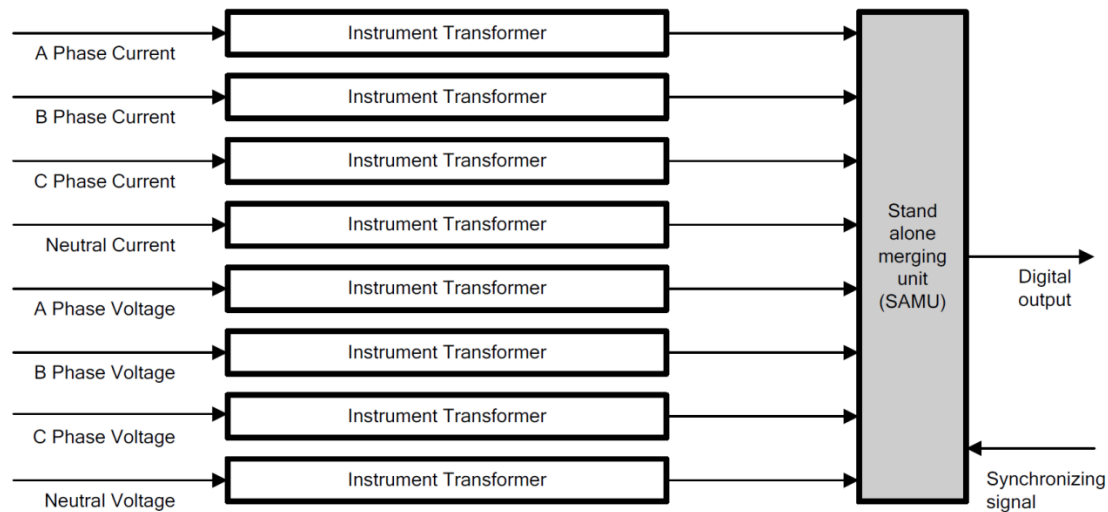 Instrument Transformer
A Phase Current
Instrument Transformer
B Phase Current
Instrument Transformer
C Phase Current
Instrument Transformer
Neutral Current
Instrument Transformer
A Phase Voltage
Instrument Transformer
B Phase Voltage
Instrument Transformer
C Phase Voltage
Instrument Transformer
Neutral Voltage
Stand
alone
merging
unit
(SAMU)
Digital
output
Synchronizing
signal